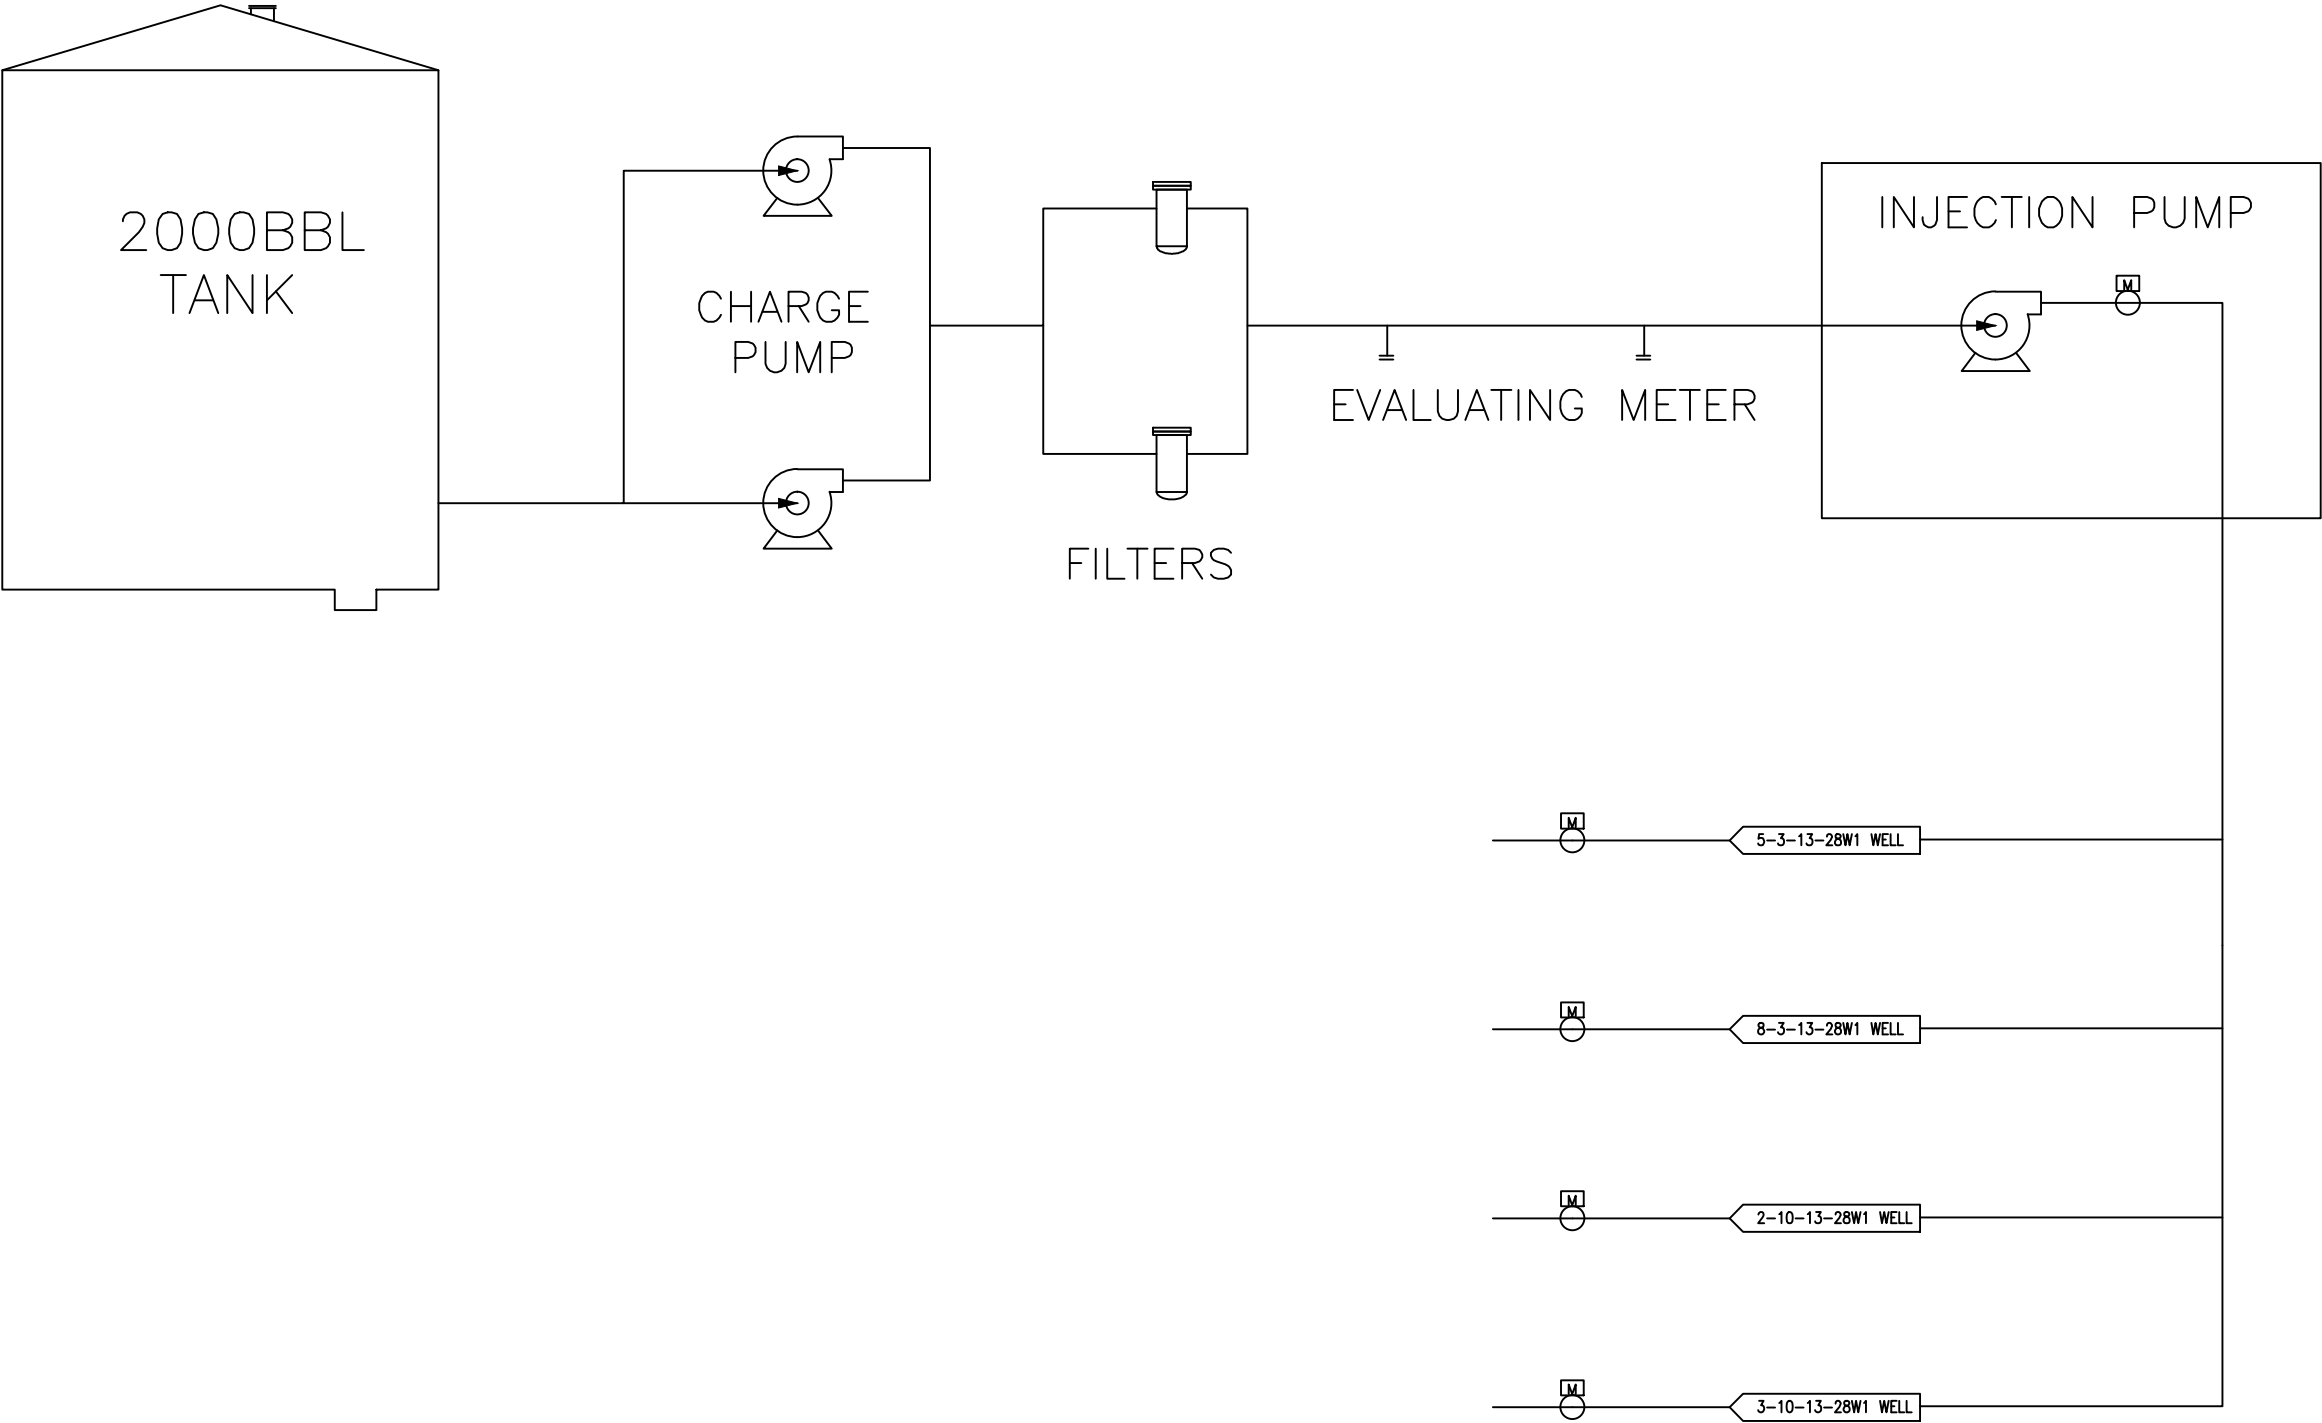 2000BBL
TANK
CHARGE
PUMP
FILTERS
EVALUATING METER
INJECTION PUMP
M
M
5-3-13-28W1 WELL
M
8-3-13-28W1 WELL
M
2-10-13-28W1 WELL
M
3-10-13-28W1 WELL